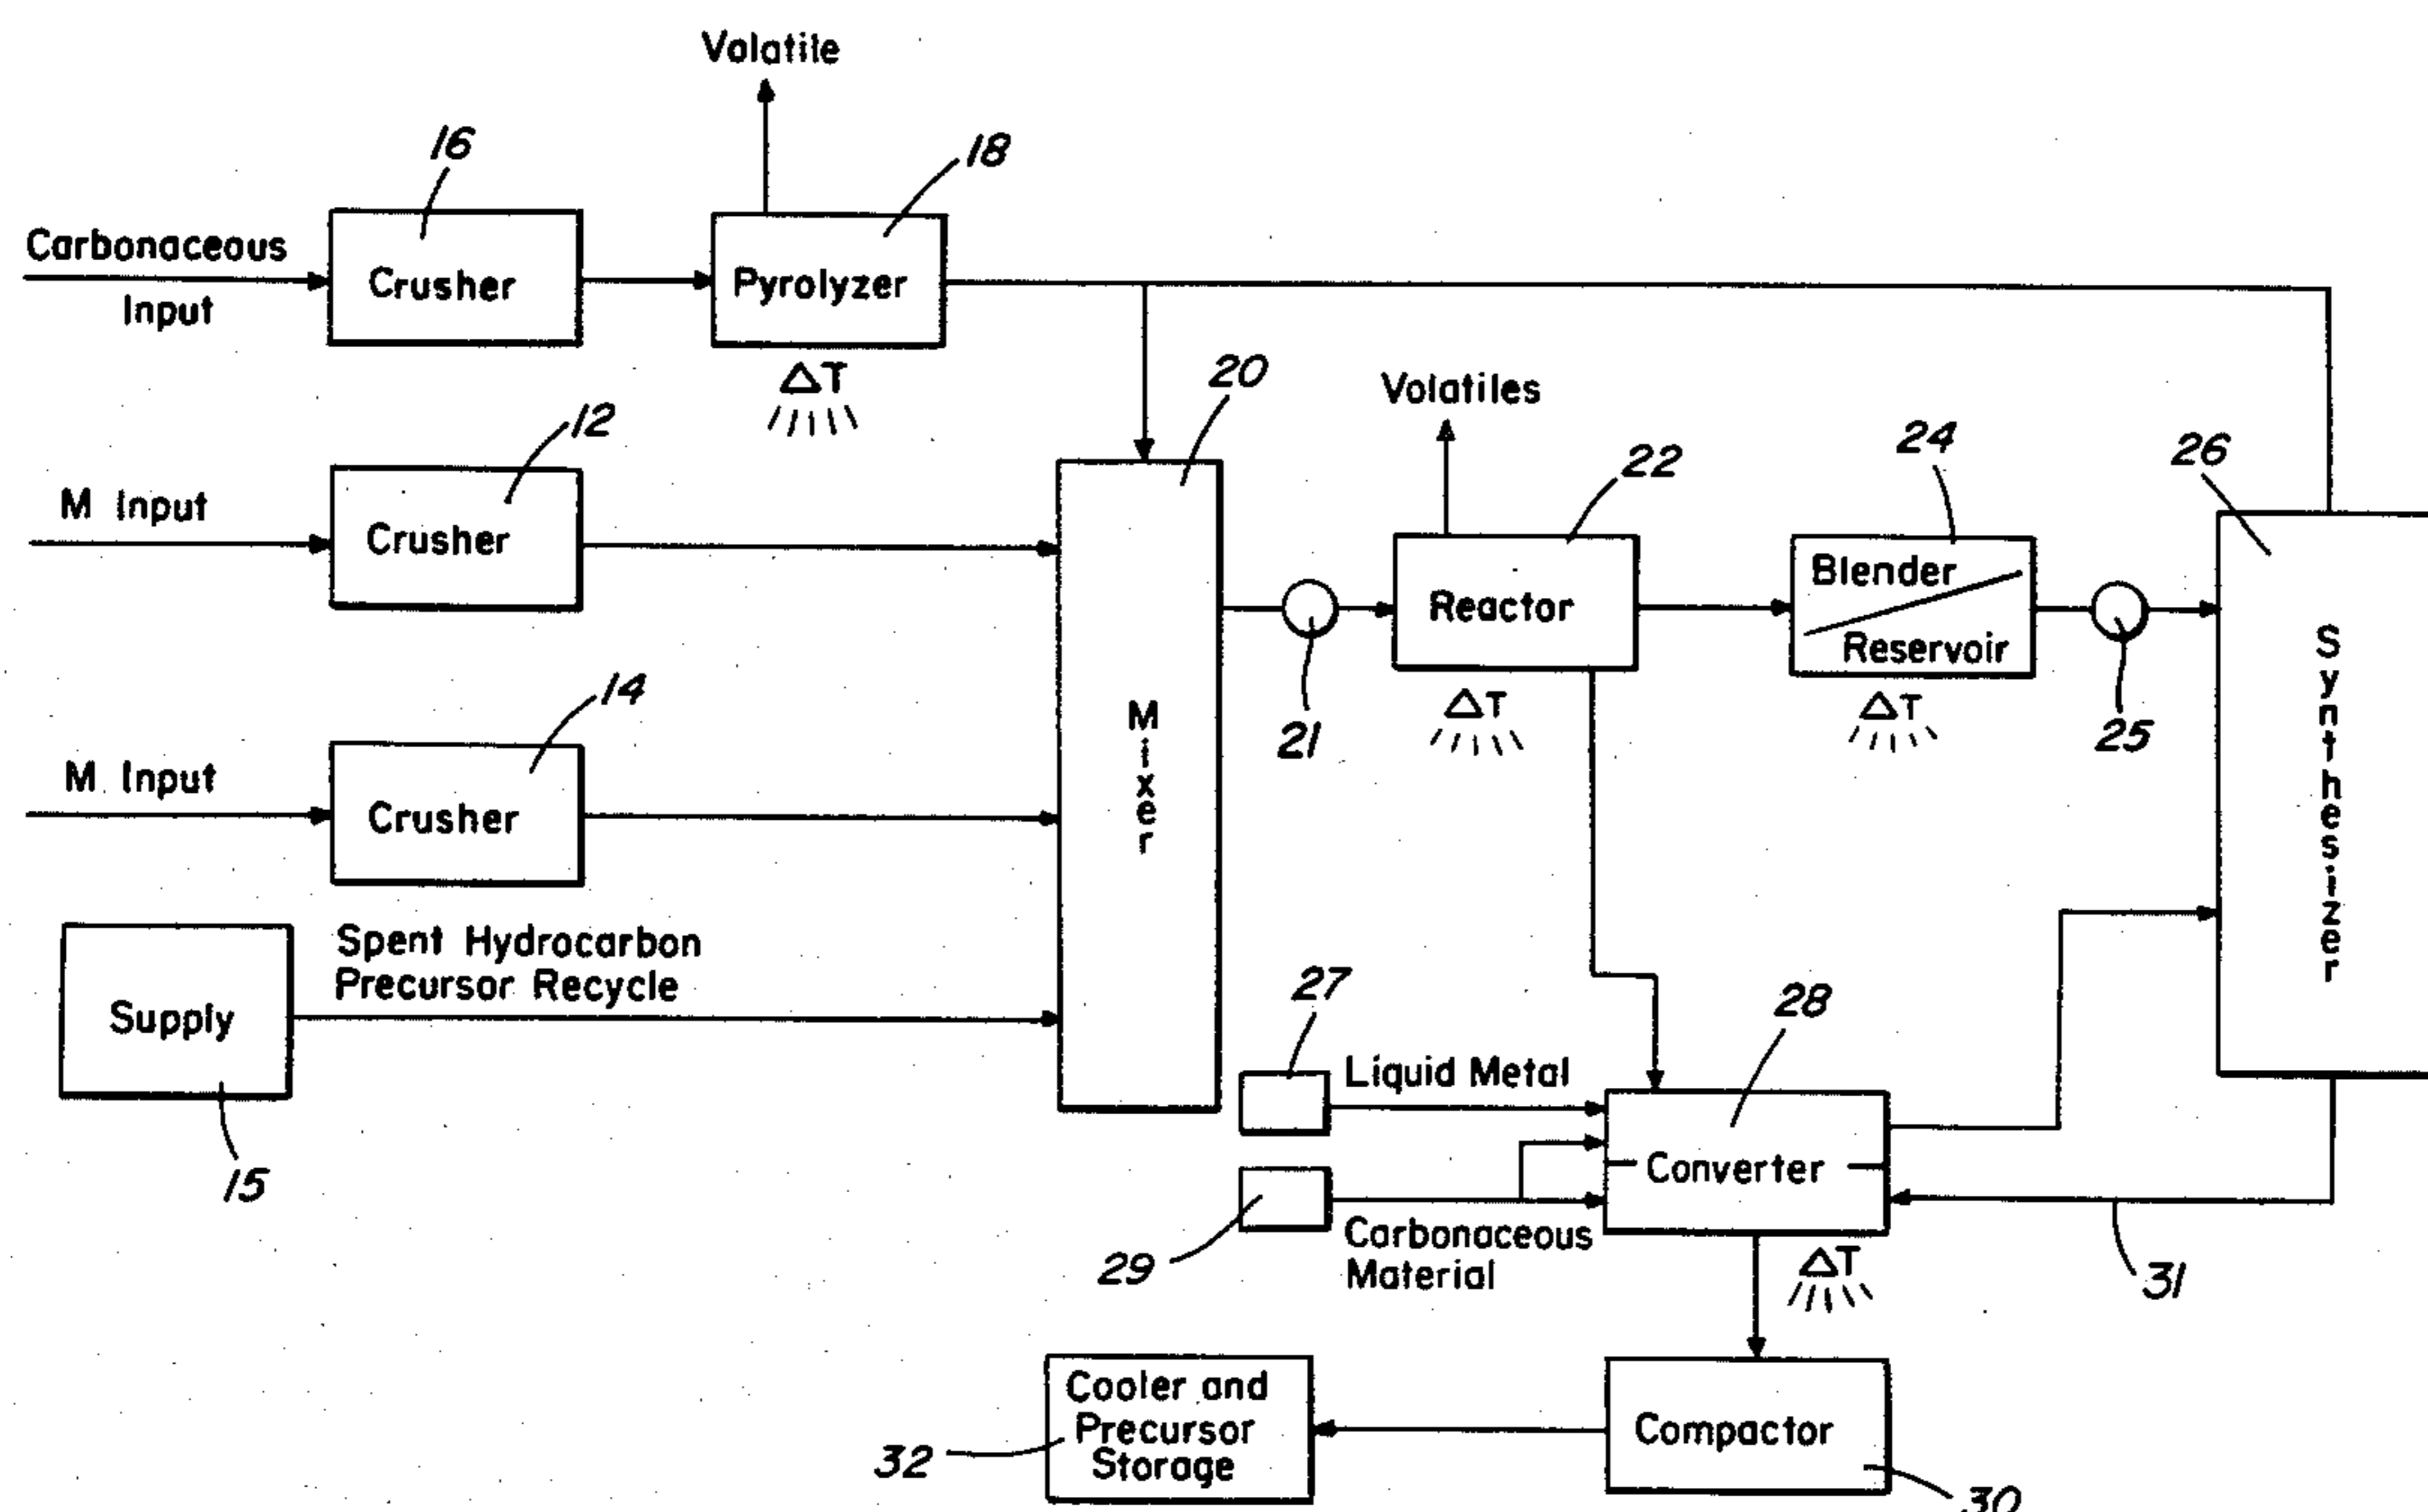 Volatile
16
18
Carbonaceous
Input
Crusher
Pyrolyzer
ΔT
20
Volatiles
12
M Input
Crusher
22
24
26
Reactor
Blender
Reservoir
Synthesizer
ΔT
ΔT
21
25
14
M Input
Crusher
Mixer
Supply
Spent Hydrocarbon
Precursor Recycle
15
27
Liquid Metal
28
Converter
29
Carbonaceous
Material
ΔT
31
Cooler and
Precursor
Storage
32
Compactor
30